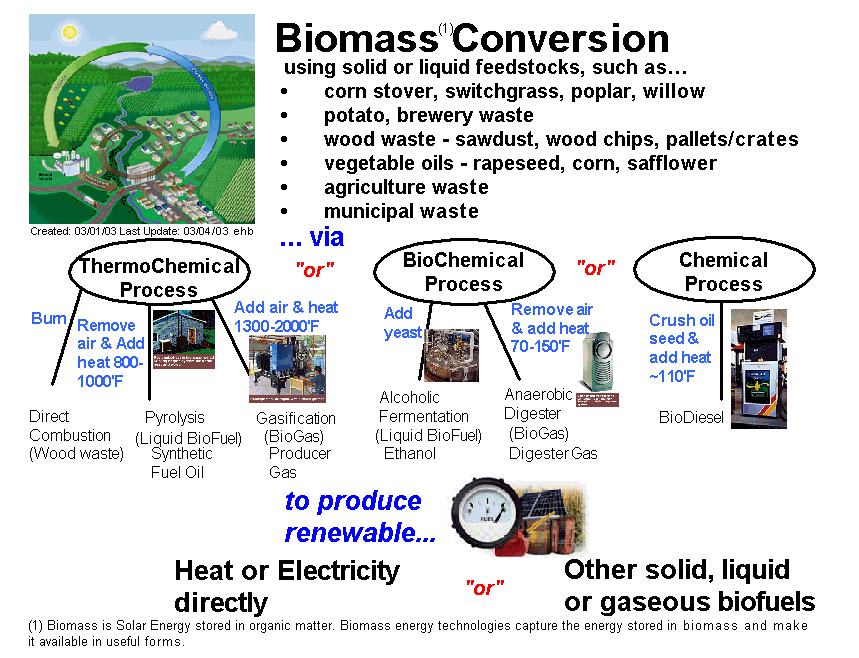 Biomass(1)Conversion
using solid or liquid feedstocks, such as...
• corn stover, switchgrass, poplar, willow
• potato, brewery waste
• wood waste - sawdust, wood chips, pallets/crates
• vegetable oils - rapeseed, corn, safflower
• agriculture waste
• municipal waste
Created: 03/01/03 Last Update: 03/04/03 ehb
... via
ThermoChemical
Process
"or"
BioChemical
Process
"or"
Chemical
Process
Burn
Remove
air & Add
heat 800-
1000'F
Add air & heat
1300-2000'F
Add
yeast
Remove air
& add heat
70-150'F
Crush oil
seed &
add heat
~110'F
Direct
Combustion
(Wood waste)
Pyrolysis
(Liquid BioFuel)
Synthetic
Fuel Oil
Gasification
(BioGas)
Producer
Gas
Alcoholic
Fermentation
(Liquid BioFuel)
Ethanol
Anaerobic
Digester
(BioGas)
Digester Gas
BioDiesel
to produce
renewable...
FUEL
Heat or Electricity
directly
"or"
Other solid, liquid
or gaseous biofuels
(1) Biomass is Solar Energy stored in organic matter. Biomass energy technologies capture the energy stored in biomass and make
it available in useful forms.